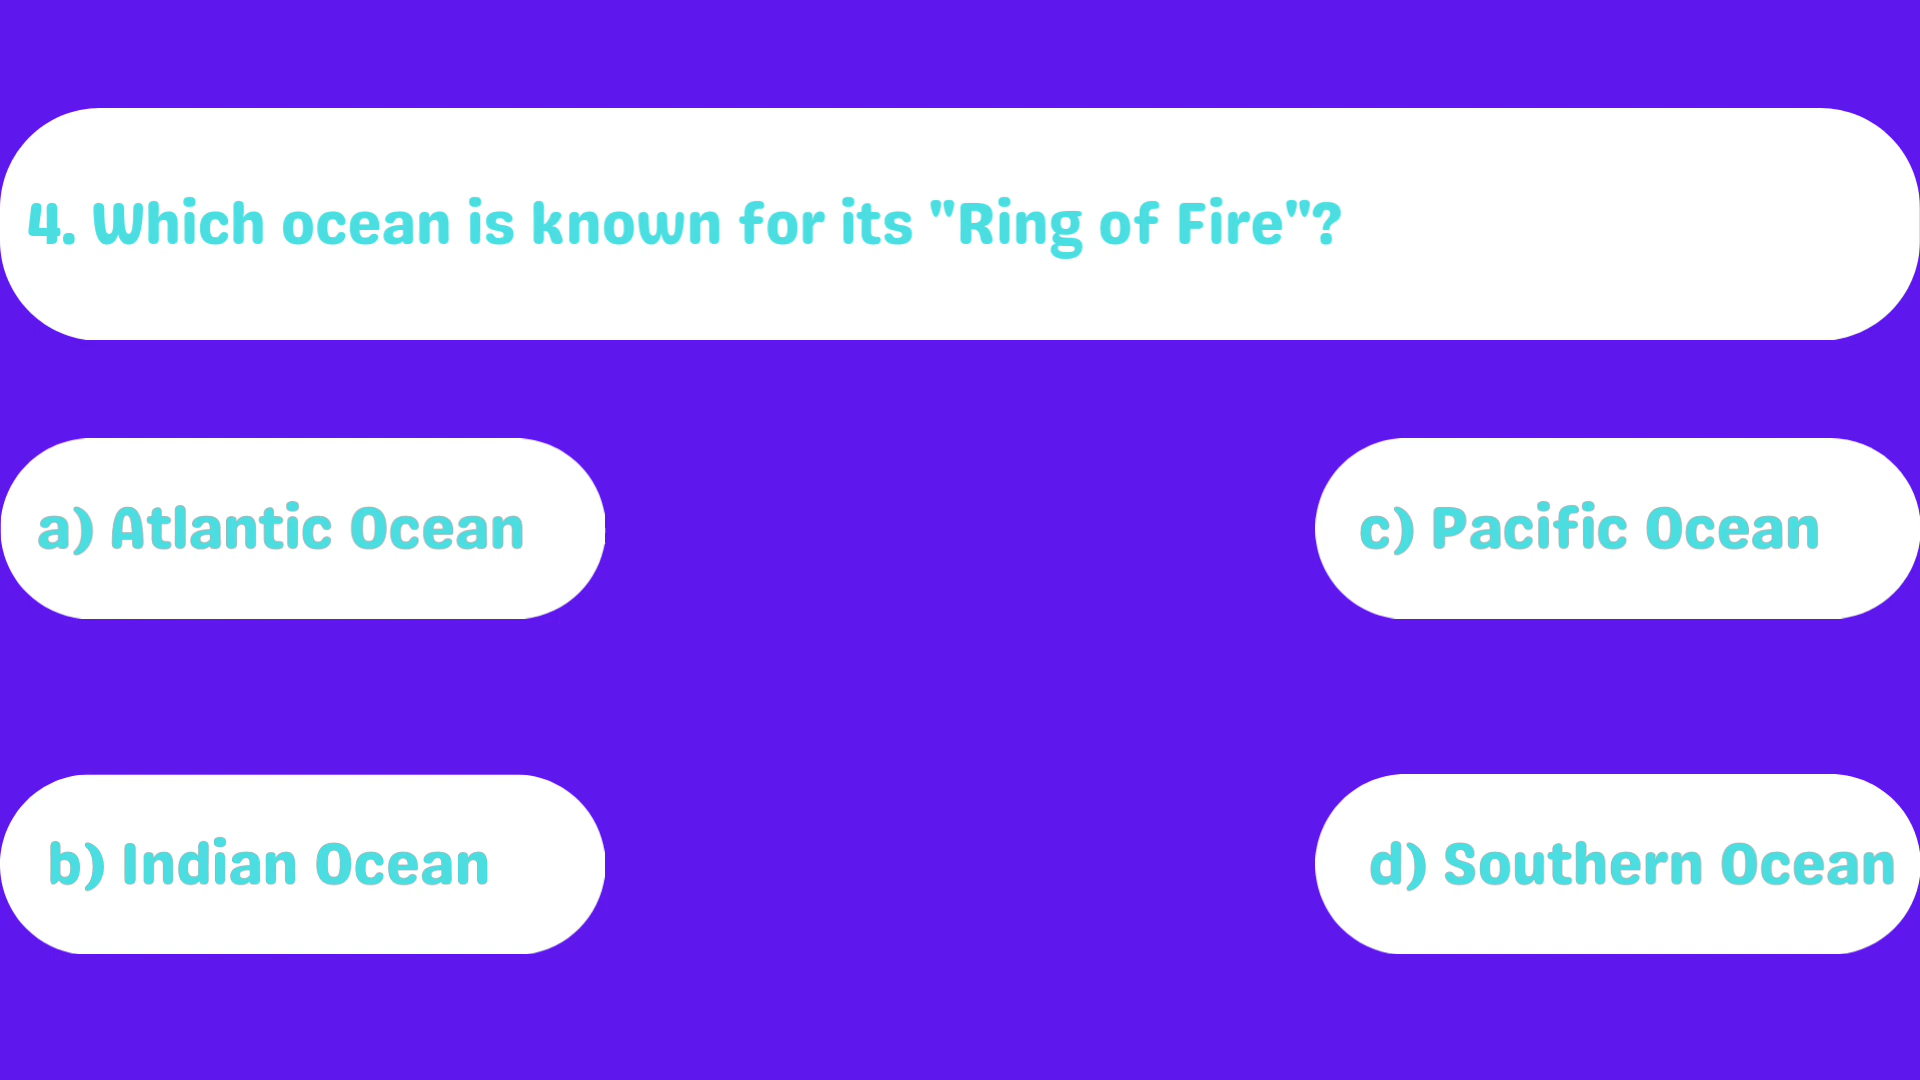 4. Which ocean is known for its "Ring of Fire"?
a) Atlantic Ocean
c) Pacific Ocean
b) Indian Ocean
d) Southern Ocean